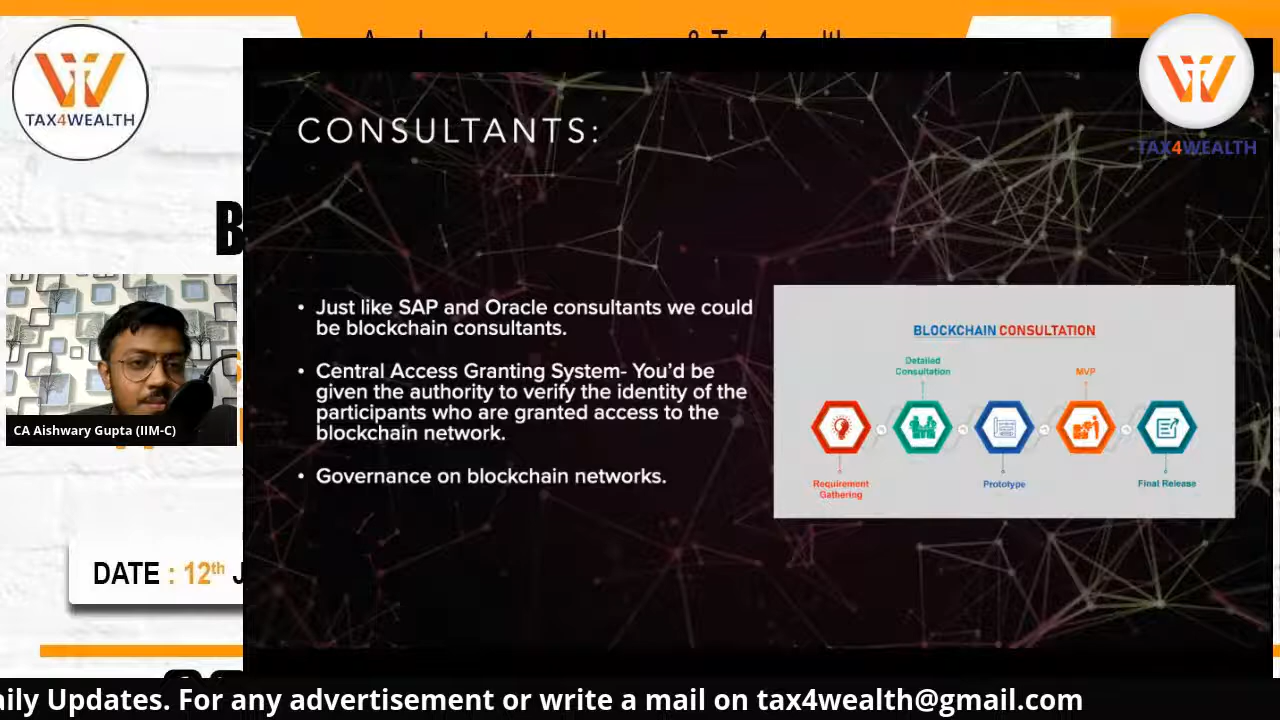 TAX4WEALTH
TAX4WEALTH
CONSULTANTS:
B
• Just like SAP and Oracle consultants we could
be blockchain consultants.
• Central Access Granting System- You'd be
given the authority to verify the identity of the
participants who are granted access to the
blockchain network.
• Governance on blockchain networks.
BLOCKCHAIN CONSULTATION
Detailed
Consultation
MVP
Requirement
Gathering
Prototype
Final Release
CA Aishwary Gupta (IIM-C)
DATE : 12th J
aily Updates. For any advertisement or write a mail on tax4wealth@gmail.com